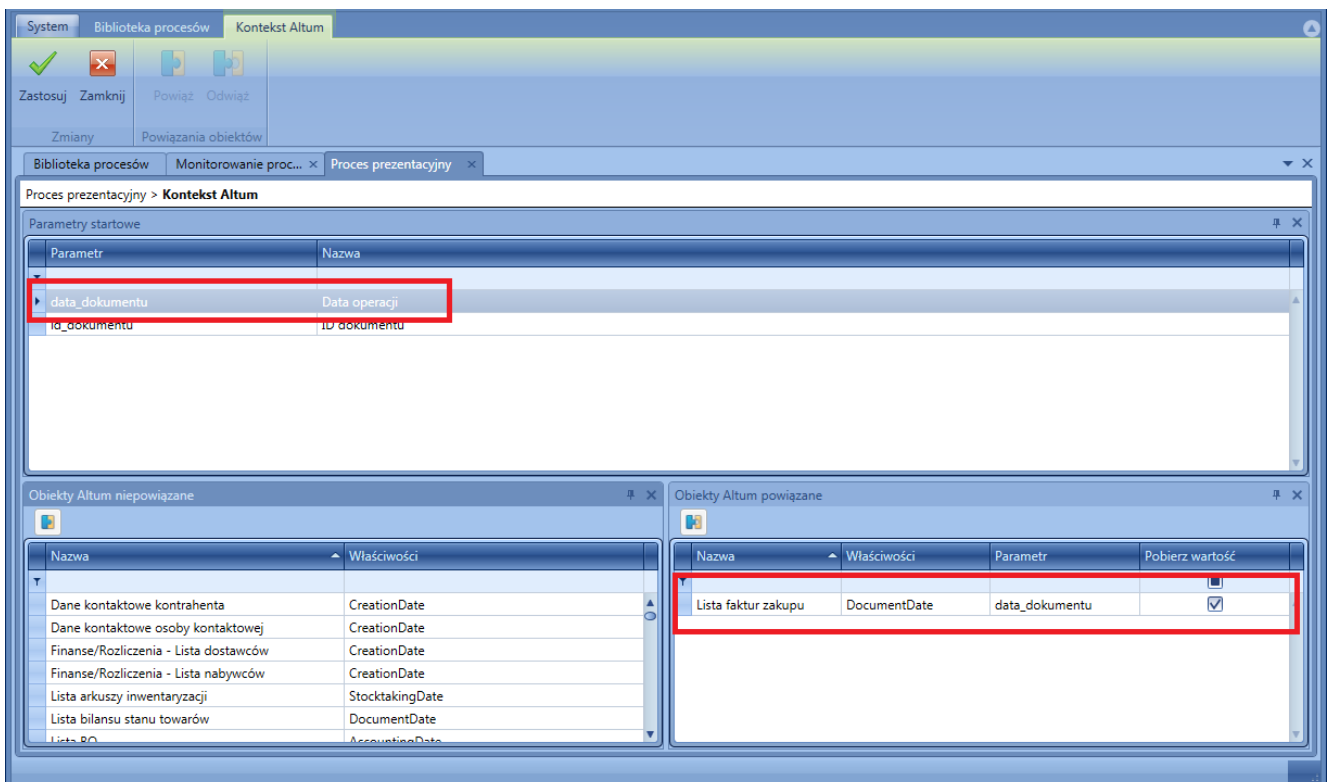 System Biblioteka procesów Kontekst Altum
Zastosuj Zamknij Powiąż Odwiąż
Zmiany Powiązania obiektów
Biblioteka procesów Monitorowanie proc... Proces prezentacyjny
Proces prezentacyjny > Kontekst Altum
Parametry startowe
Parametr Nazwa
data_dokumentu Data operacji
id_dokumentu ID dokumentu
Obiekty Altum niepowiązane Obiekty Altum powiązane
Nazwa Właściwości Nazwa Właściwości Parametr Pobierz wartość
Dane kontaktowe kontrahenta CreationDate Lista faktur zakupu DocumentDate data_dokumentu
Dane kontaktowe osoby kontaktowej CreationDate
Finanse/Rozliczenia - Lista dostawców CreationDate
Finanse/Rozliczenia - Lista nabywców CreationDate
Lista arkuszy inwentaryzacji StocktakingDate
Lista bilansu stanu towarów DocumentDate
Lista BO AccountingDate